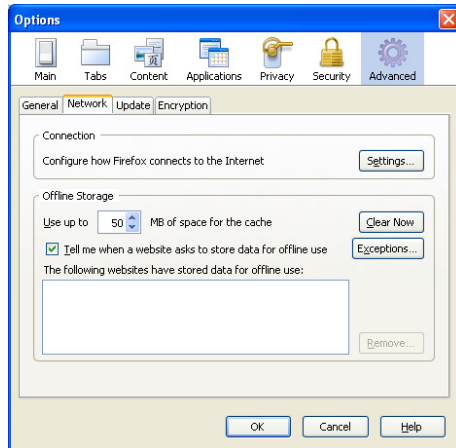 Options
Main Tabs Content Applications Privacy Security Advanced
General Network Update Encryption
Connection
Configure how Firefox connects to the Internet Settings...
Offline Storage
Use up to 50 MB of space for the cache Clear Now
Tell me when a website asks to store data for offline use Exceptions...
The following websites have stored data for offline use:
Remove...
OK Cancel Help